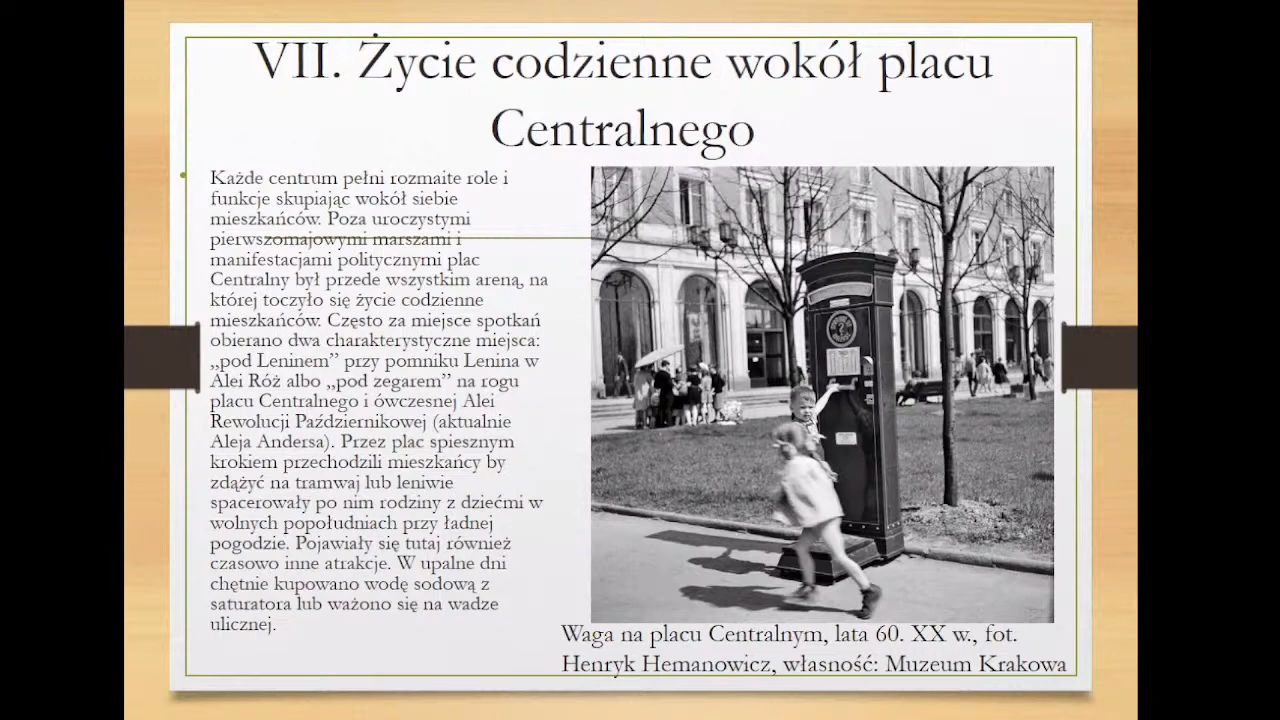 VII. Życie codzienne wokół placu
Centralnego
Każde centrum pełni rozmaite role i
funkcje skupiając wokół siebie
mieszkańców. Poza uroczystymi
pierwszomajowymi marszami i
manifestacjami politycznymi plac
Centralny był przede wszystkim areną, na
której toczyło się życie codzienne
mieszkańców. Często za miejsce spotkań
obierano dwa charakterystyczne miejsca:
„pod Leninem” przy pomniku Lenina w
Alei Róż albo „pod zegarem” na rogu
placu Centralnego i ówczesnej Alei
Rewolucji Październikowej (aktualnie
Aleja Andersa). Przez plac spiesznym
krokiem przechodzili mieszkańcy by
zdążyć na tramwaj lub leniwie
spacerowały po nim rodziny z dziećmi w
wolnych popołudniach przy ładnej
pogodzie. Pojawiały się tutaj również
czasowo inne atrakcje. W upalne dni
chętnie kupowano wodę sodową z
saturatora lub ważono się na wadze
ulicznej.
Waga na placu Centralnym, lata 60. XX w., fot.
Henryk Hemanowicz, własność: Muzeum Krakowa